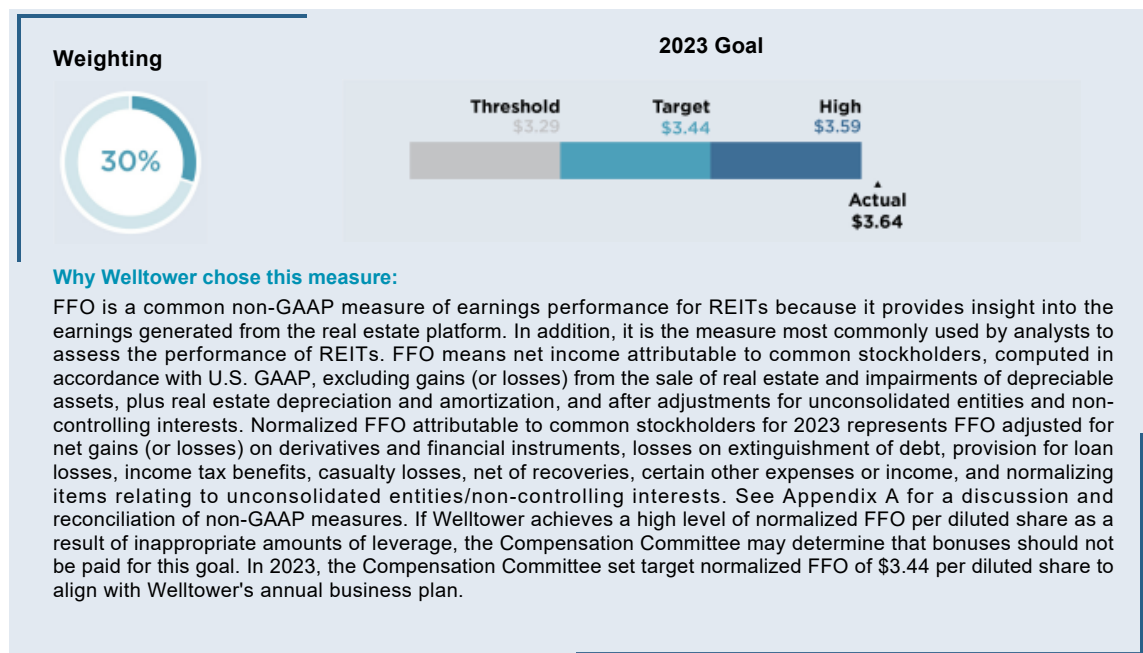 Weighting
2023 Goal
30%
Threshold
$3.29
Target
$3.44
High
$3.59
Actual
$3.64
Why Welltower chose this measure:
FFO is a common non-GAAP measure of earnings performance for REITs because it provides insight into the
earnings generated from the real estate platform. In addition, it is the measure most commonly used by analysts to
assess the performance of REITs. FFO means net income attributable to common stockholders, computed in
accordance with U.S. GAAP, excluding gains (or losses) from the sale of real estate and impairments of depreciable
assets, plus real estate depreciation and amortization, and after adjustments for unconsolidated entities and non-
controlling interests. Normalized FFO attributable to common stockholders for 2023 represents FFO adjusted for
net gains (or losses) on derivatives and financial instruments, losses on extinguishment of debt, provision for loan
losses, income tax benefits, casualty losses, net of recoveries, certain other expenses or income, and normalizing
items relating to unconsolidated entities/non-controlling interests. See Appendix A for a discussion and
reconciliation of non-GAAP measures. If Welltower achieves a high level of normalized FFO per diluted share as a
result of inappropriate amounts of leverage, the Compensation Committee may determine that bonuses should not
be paid for this goal. In 2023, the Compensation Committee set target normalized FFO of $3.44 per diluted share to
align with Welltower's annual business plan.